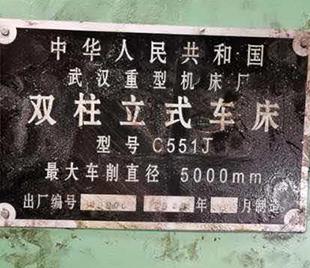 中华人民共和国
武汉重型机床厂
双柱立式车床
型号 C551J
最大车削直径 5000mm
出厂编号 年 月制造